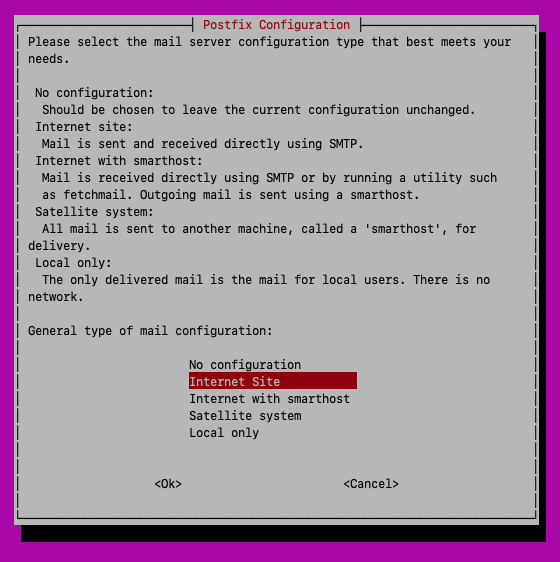 Postfix Configuration
Please select the mail server configuration type that best meets your
needs.
No configuration:
Should be chosen to leave the current configuration unchanged.
Internet site:
Mail is sent and received directly using SMTP.
Internet with smarthost:
Mail is received directly using SMTP or by running a utility such
as fetchmail. Outgoing mail is sent using a smarthost.
Satellite system:
All mail is sent to another machine, called a 'smarthost', for
delivery.
Local only:
The only delivered mail is the mail for local users. There is no
network.
General type of mail configuration:
No configuration
Internet Site
Internet with smarthost
Satellite system
Local only
<Ok> <Cancel>